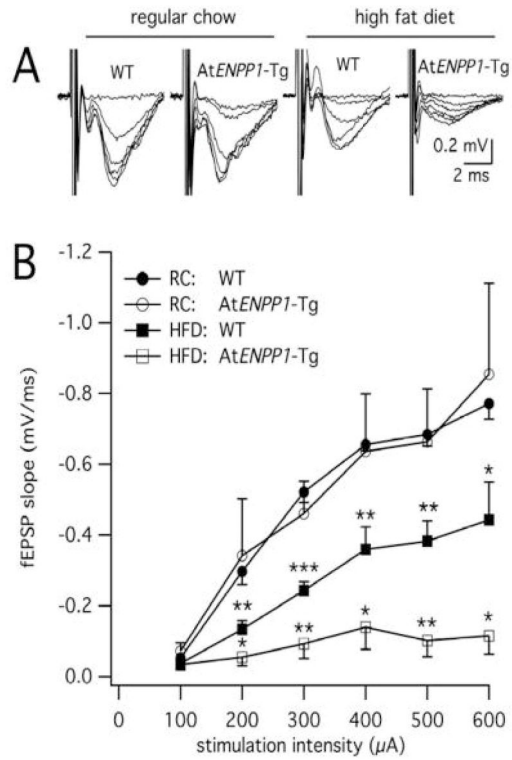 regular chow
high fat diet
A
WT
AtENPP1-Tg
WT
AtENPP1-Tg
0.2 mV
2 ms
B
-1.2
-1.0
-0.8
-0.6
-0.4
-0.2
0.0
fEPSP slope (mV/ms)
RC: WT
RC: AtENPP1-Tg
HFD: WT
HFD: AtENPP1-Tg
*
** **
***
**
* ** * ** *
0 100 200 300 400 500 600
stimulation intensity (µA)